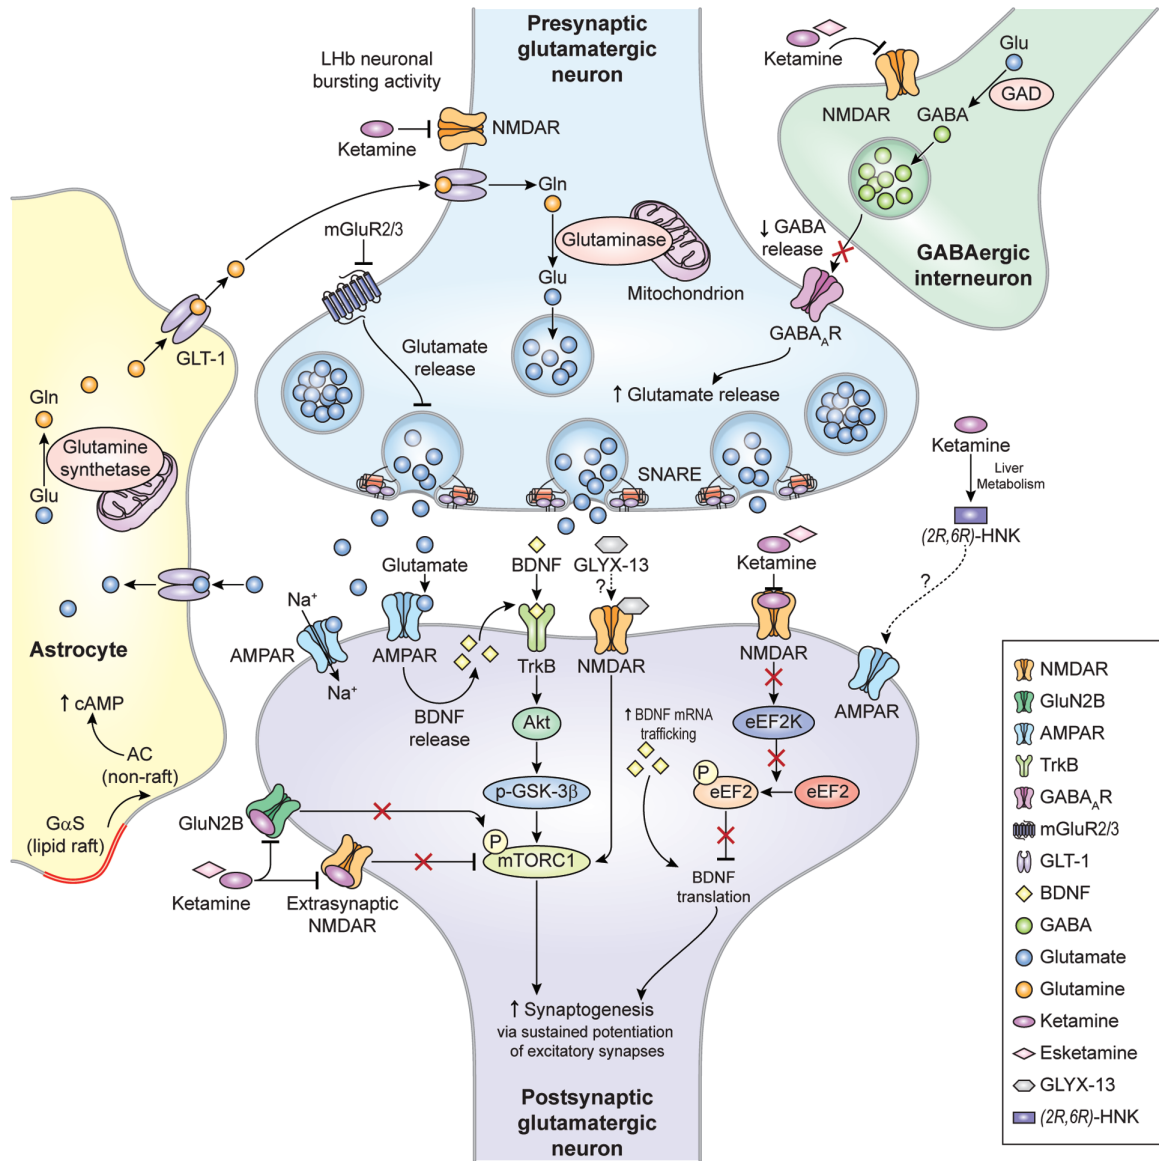 Presynaptic
glutamatergic
neuron
LHb neuronal
bursting activity
NMDAR
Ketamine
Ketamine
NMDAR
Glu
GAD
GABA
GABAergic
interneuron
↓ GABA
release
GABA_AR
↑ Glutamate release
Gln
Glutaminase
Glu
Mitochondrion
mGluR2/3
Glutamate
release
SNARE
GLT-1
Gln
Glutamine
synthetase
Glu
Astrocyte
↑ cAMP
AC
(non-raft)
GαS
(lipid raft)
Na⁺
AMPAR
Na⁺
Glutamate
AMPAR
BDNF
release
BDNF
TrkB
GLYX-13
?
NMDAR
Ketamine
NMDAR
Ketamine
Liver
Metabolism
(2R,6R)-HNK
?
AMPAR
Akt
p-GSK-3β
P
mTORC1
↑ BDNF mRNA
trafficking
eEF2K
P
eEF2
eEF2
BDNF
translation
GluN2B
Ketamine
Extrasynaptic
NMDAR
↑ Synaptogenesis
via sustained potentiation
of excitatory synapses
Postsynaptic
glutamatergic
neuron
NMDAR
GluN2B
AMPAR
TrkB
GABA_AR
mGluR2/3
GLT-1
BDNF
GABA
Glutamate
Glutamine
Ketamine
Esketamine
GLYX-13
(2R,6R)-HNK